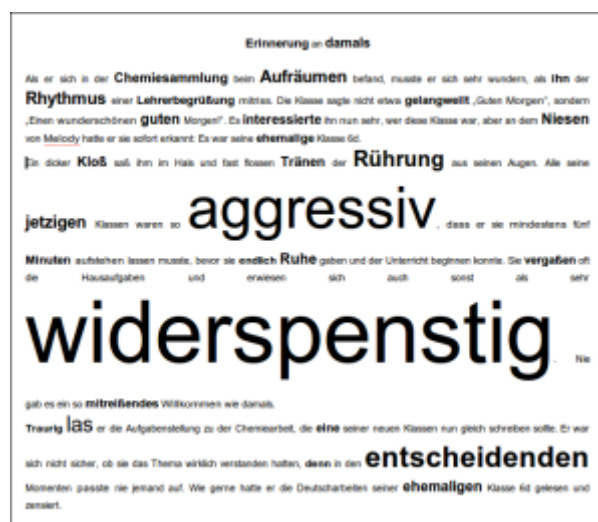 Erinnerung an damals
Als er sich in der Chemiesammlung beim Aufräumen befand, musste er sich sehr wundern, als ihn der
Rhythmus einer Lehrerbegrüßung mitriss. Die Klasse sagte nicht etwa gelangweilt „Guten Morgen“, sondern
„Einen wunderschönen guten Morgen!“. Es interessierte ihn nun sehr, wer diese Klasse war, aber an dem Niesen
von Melody hatte er sie sofort erkannt: Es war seine ehemalige Klasse 6d.
Ein dicker Kloß saß ihm im Hals und fast flossen Tränen der Rührung aus seinen Augen. Alle seine
jetzigen Klassen waren so aggressiv, dass er sie mindestens fünf
Minuten aufstehen lassen musste, bevor sie endlich Ruhe gaben und der Unterricht beginnen konnte. Sie vergaßen oft
die Hausaufgaben und erwiesen sich auch sonst als sehr
widerspenstig. Nie
gab es ein so mitreißendes Willkommen wie damals.
Traurig las er die Aufgabenstellung zu der Chemiearbeit, die eine seiner neuen Klassen nun gleich schreiben sollte. Er war
sich nicht sicher, ob sie das Thema wirklich verstanden hatten, denn in den entscheidenden
Momenten passte nie jemand auf. Wie gerne hatte er die Deutscharbeiten seiner ehemaligen Klasse 6d gelesen und
zensiert.